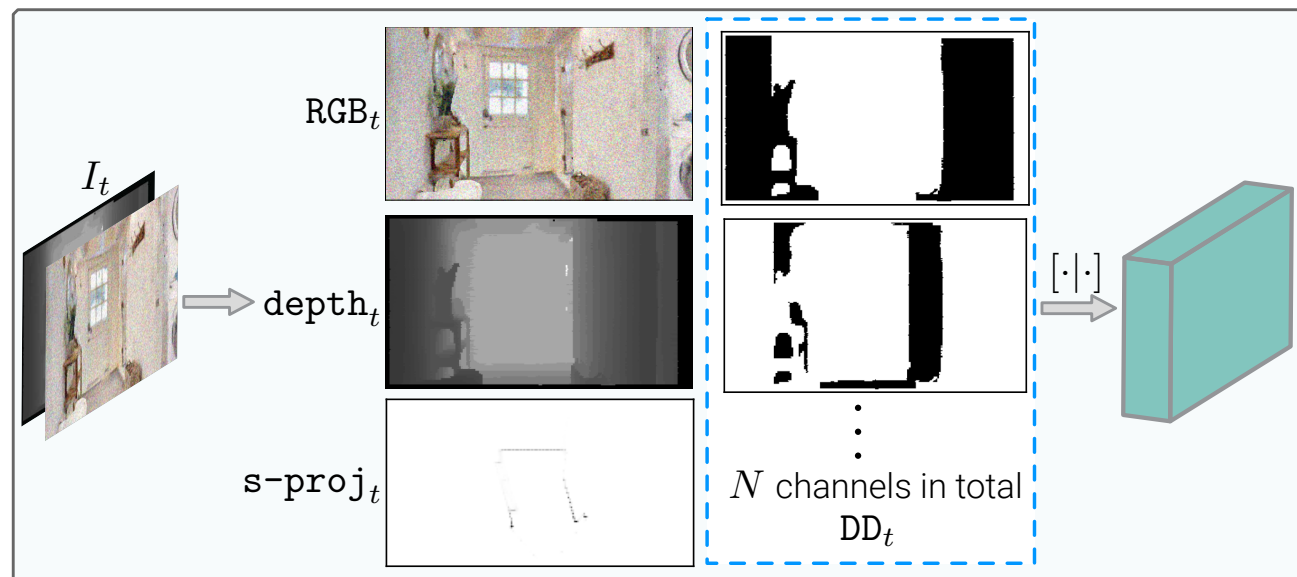 I_t
RGB_t
depth_t
s-proj_t
N channels in total
DD_t
[·|·]